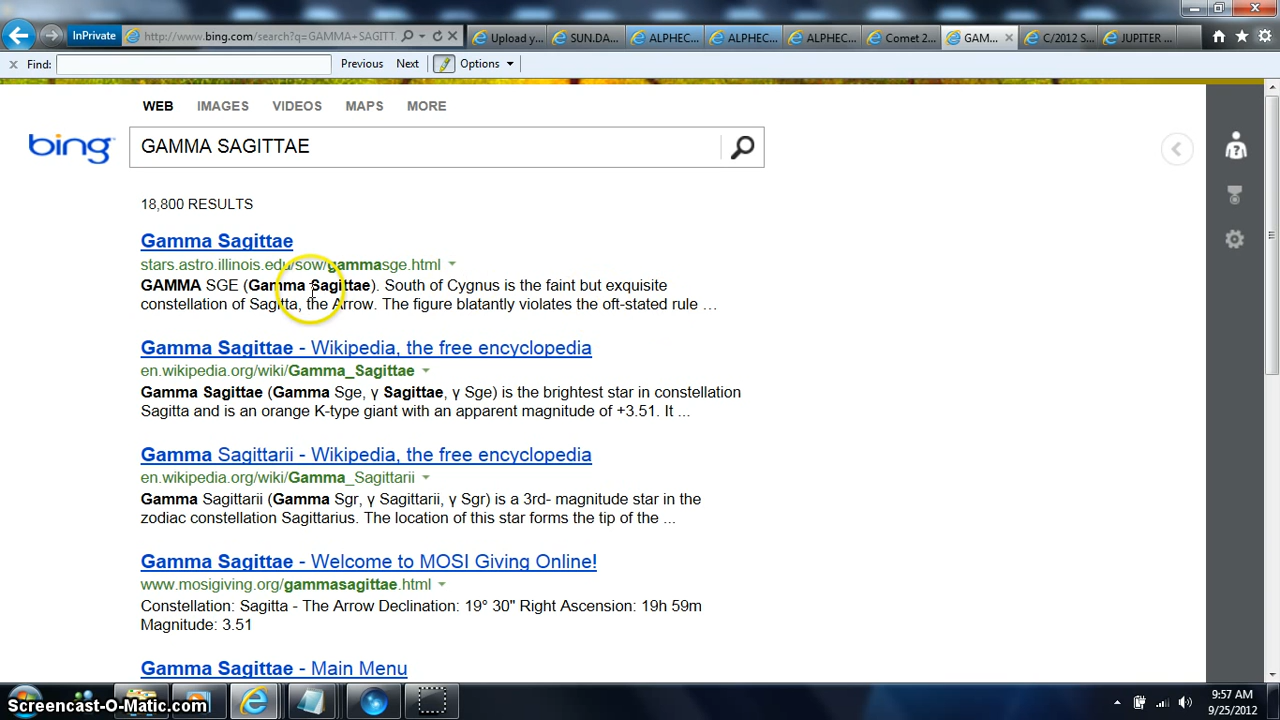 InPrivate
http://www.bing.com/search?q=GAMMA+SAGITT
Upload y...
SUN.DA...
ALPHEC...
ALPHEC...
ALPHEC...
Comet 2...
GAM...
C/2012 S...
JUPITER ...
Find:
Previous
Next
Options
WEB
IMAGES
VIDEOS
MAPS
MORE
bing
GAMMA SAGITTAE
18,800 RESULTS
Gamma Sagittae
stars.astro.illinois.edu/sow/gammasge.html
GAMMA SGE (Gamma Sagittae). South of Cygnus is the faint but exquisite
constellation of Sagitta, the Arrow. The figure blatantly violates the oft-stated rule ...
Gamma Sagittae - Wikipedia, the free encyclopedia
en.wikipedia.org/wiki/Gamma_Sagittae
Gamma Sagittae (Gamma Sge, γ Sagittae, γ Sge) is the brightest star in constellation
Sagitta and is an orange K-type giant with an apparent magnitude of +3.51. It ...
Gamma Sagittarii - Wikipedia, the free encyclopedia
en.wikipedia.org/wiki/Gamma_Sagittarii
Gamma Sagittarii (Gamma Sgr, γ Sagittarii, γ Sgr) is a 3rd- magnitude star in the
zodiac constellation Sagittarius. The location of this star forms the tip of the ...
Gamma Sagittae - Welcome to MOSI Giving Online!
www.mosigiving.org/gammasagittae.html
Constellation: Sagitta - The Arrow Declination: 19° 30" Right Ascension: 19h 59m
Magnitude: 3.51
Gamma Sagittae - Main Menu
Screencast-O-Matic.com
9:57 AM
9/25/2012